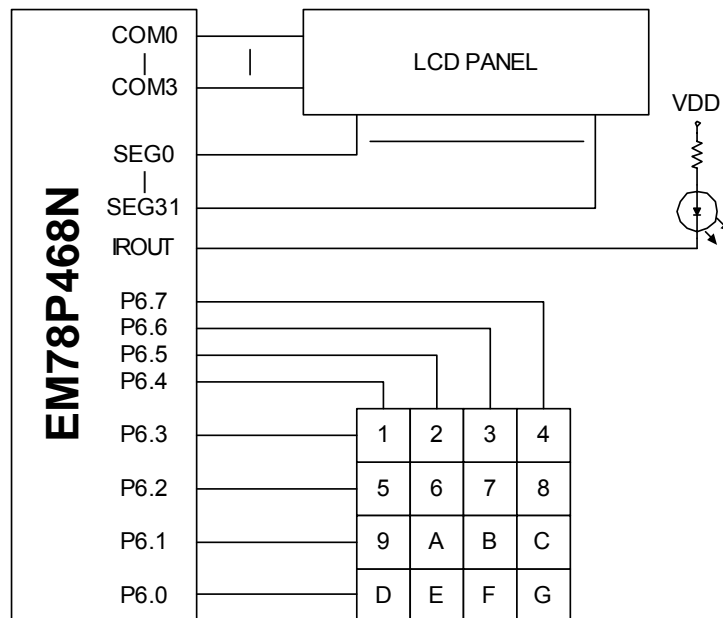 EM78P468N
COM0
COM3
LCD PANEL
VDD
SEG0
SEG31
IROUT
P6.7
P6.6
P6.5
P6.4
P6.3
1 2 3 4
P6.2
5 6 7 8
P6.1
9 A B C
P6.0
D E F G